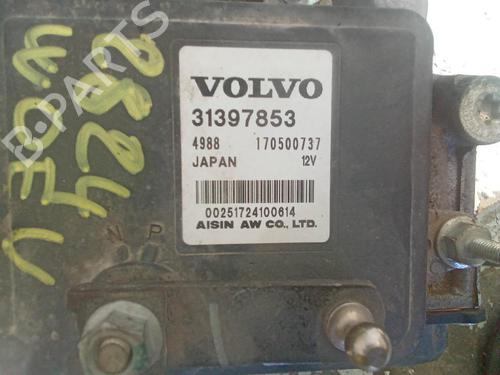 VOLVO
31397853
4988 170500737
JAPAN 12V
00251724100614
AISIN AW CO., LTD.
N P
B-PARTS